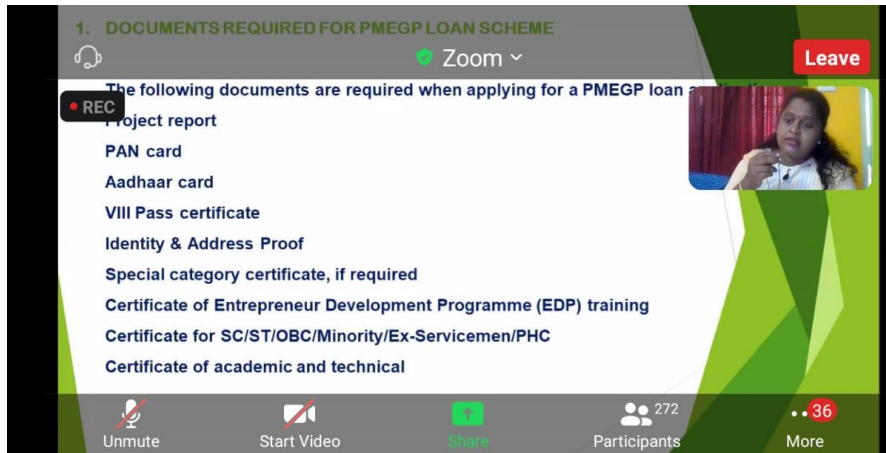 1. DOCUMENTS REQUIRED FOR PMEGP LOAN SCHEME
Zoom
Leave
The following documents are required when applying for a PMEGP loan
REC
Project report
PAN card
Aadhaar card
VIII Pass certificate
Identity & Address Proof
Special category certificate, if required
Certificate of Entrepreneur Development Programme (EDP) training
Certificate for SC/ST/OBC/Minority/Ex-Servicemen/PHC
Certificate of academic and technical
272
36
Unmute
Start Video
Share
Participants
More